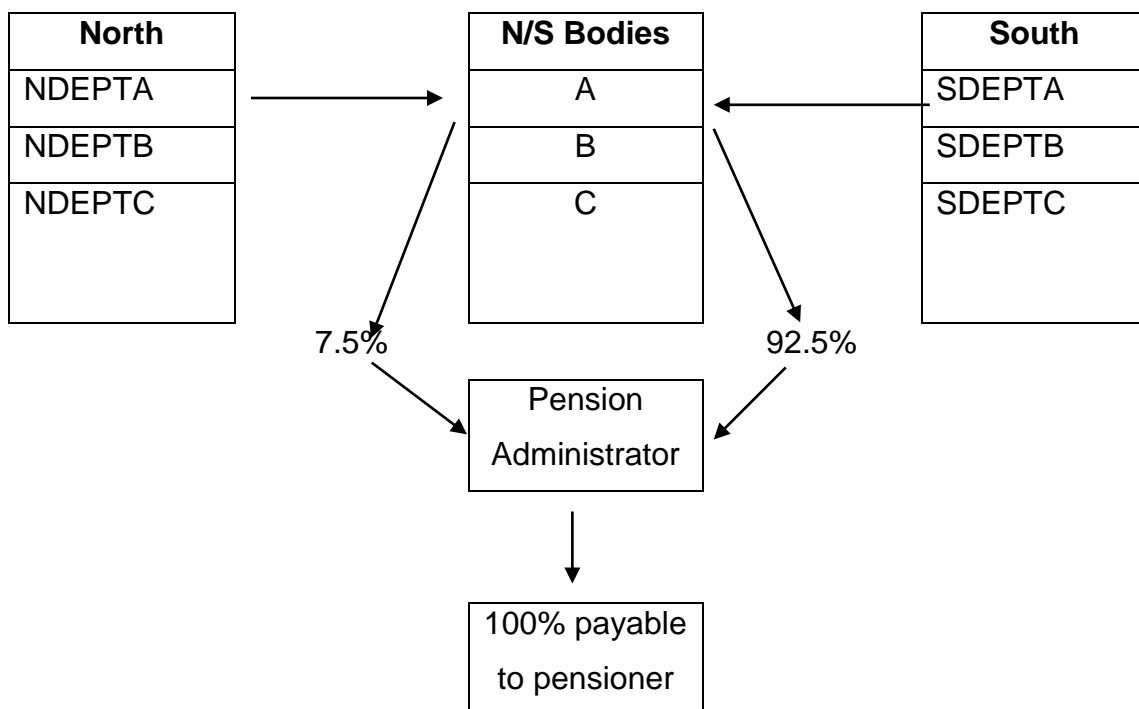 North N/S Bodies South
NDEPTA A SDEPTA
NDEPTB B SDEPTB
NDEPTC C SDEPTC
7.5% 92.5%
Pension
Administrator
100% payable
to pensioner